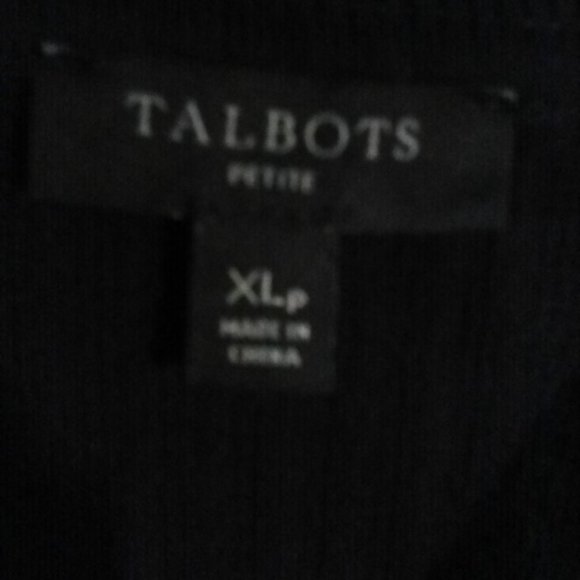 TALBOTS
PETITE
XLp
MADE IN
CHINA